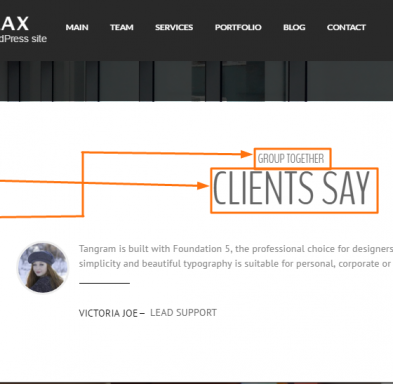 AX
dPress site
MAIN TEAM SERVICES PORTFOLIO BLOG CONTACT
GROUP TOGETHER
CLIENTS SAY
Tangram is built with Foundation 5, the professional choice for designers
simplicity and beautiful typography is suitable for personal, corporate or
VICTORIA JOE– LEAD SUPPORT